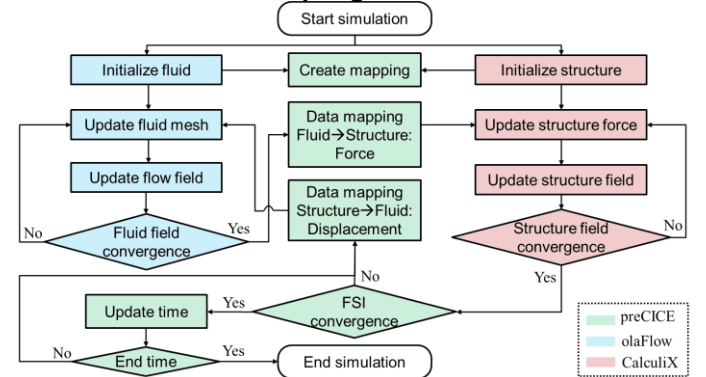 Start simulation
Initialize fluid
Create mapping
Initialize structure
Update fluid mesh
Data mapping
Fluid→Structure:
Force
Update structure force
Update flow field
Update structure field
Data mapping
Structure→Fluid:
Displacement
No
Fluid field
convergence
Yes
Structure field
convergence
No
No
Yes
Update time
Yes
FSI
convergence
No
End time
Yes
End simulation
preCICE
olaFlow
CalculiX